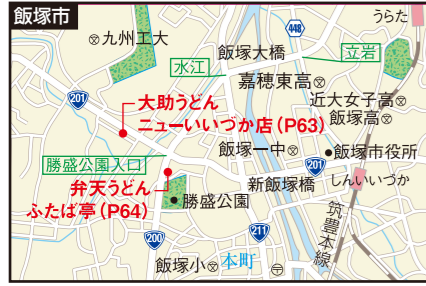 飯塚市
うらた
448
九州工大
飯塚大橋
立岩
水江
嘉穂東高
201
大助うどん
ニューいいづか店(P63)
近大女子高
飯塚高
飯塚一中
飯塚市役所
201
勝盛公園入口
しんいいづか
弁天うどん
ふたば亭(P64)
新飯塚橋
勝盛公園
筑豊本線
200
211
飯塚小
本町